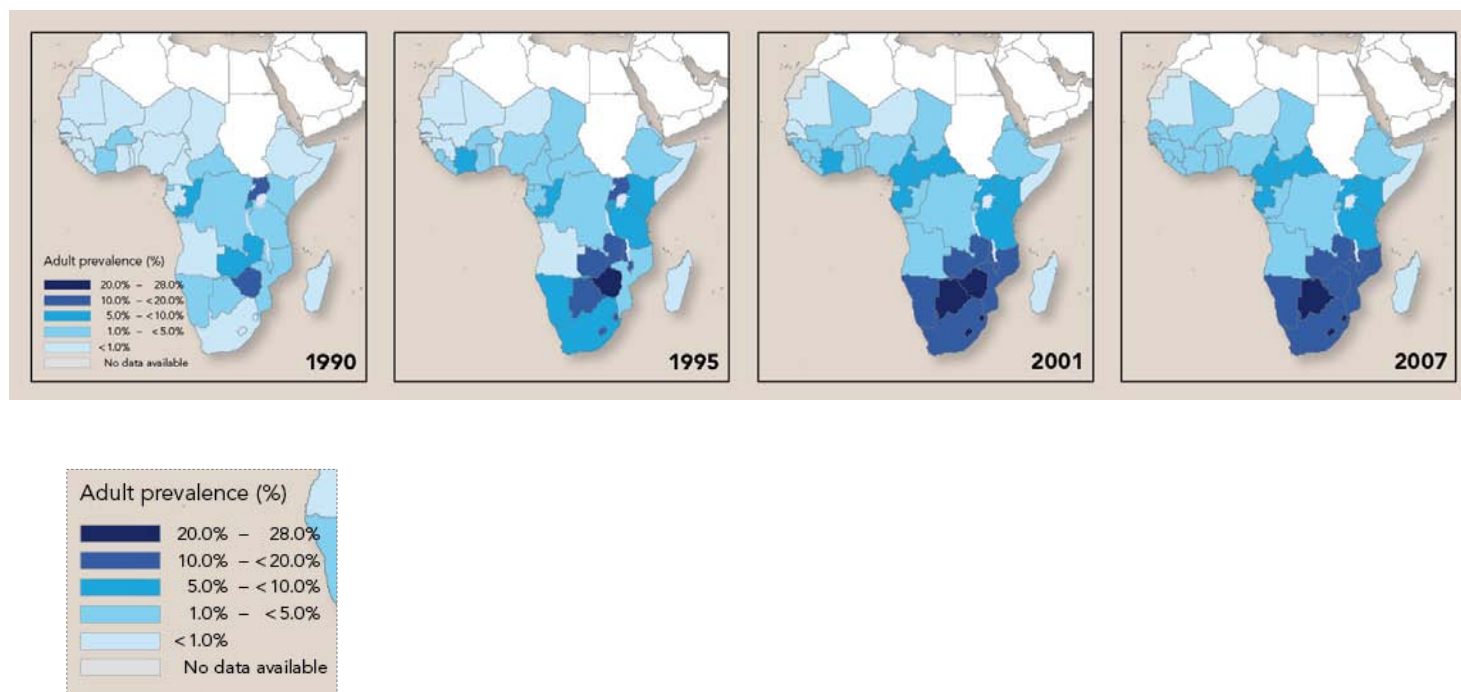 Adult prevalence (%)
20.0% – 28.0%
10.0% – <20.0%
5.0% – <10.0%
1.0% – <5.0%
<1.0%
No data available
1990
1995
2001
2007
Adult prevalence (%)
20.0% – 28.0%
10.0% – <20.0%
5.0% – <10.0%
1.0% – <5.0%
<1.0%
No data available